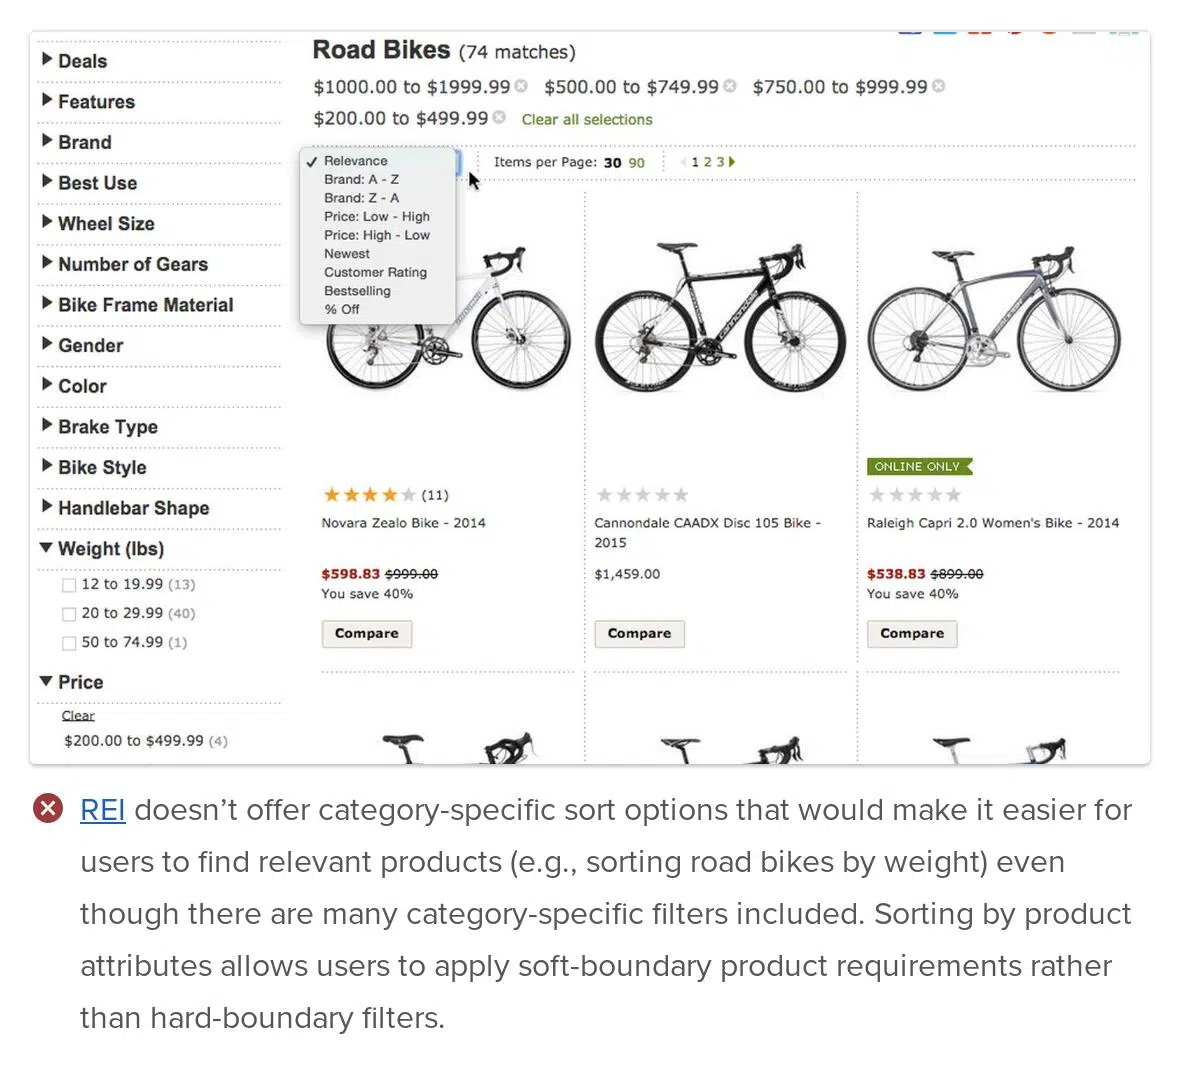 Deals
Features
Brand
Best Use
Wheel Size
Number of Gears
Bike Frame Material
Gender
Color
Brake Type
Bike Style
Handlebar Shape
Weight (lbs)
12 to 19.99 (13)
20 to 29.99 (40)
50 to 74.99 (1)
Price
Clear
$200.00 to $499.99 (4)
Road Bikes (74 matches)
$1000.00 to $1999.99 $500.00 to $749.99 $750.00 to $999.99
$200.00 to $499.99 Clear all selections
Relevance
Brand: A - Z
Brand: Z - A
Price: Low - High
Price: High - Low
Newest
Customer Rating
Bestselling
% Off
Items per Page: 30 90
1 2 3
cannondale
(11)
Novara Zealo Bike - 2014
$598.83 $999.00
You save 40%
Compare
Cannondale CAADX Disc 105 Bike -
2015
$1,459.00
Compare
ONLINE ONLY
Raleigh Capri 2.0 Women's Bike - 2014
$538.83 $899.00
You save 40%
Compare
REI doesn’t offer category-specific sort options that would make it easier for
users to find relevant products (e.g., sorting road bikes by weight) even
though there are many category-specific filters included. Sorting by product
attributes allows users to apply soft-boundary product requirements rather
than hard-boundary filters.